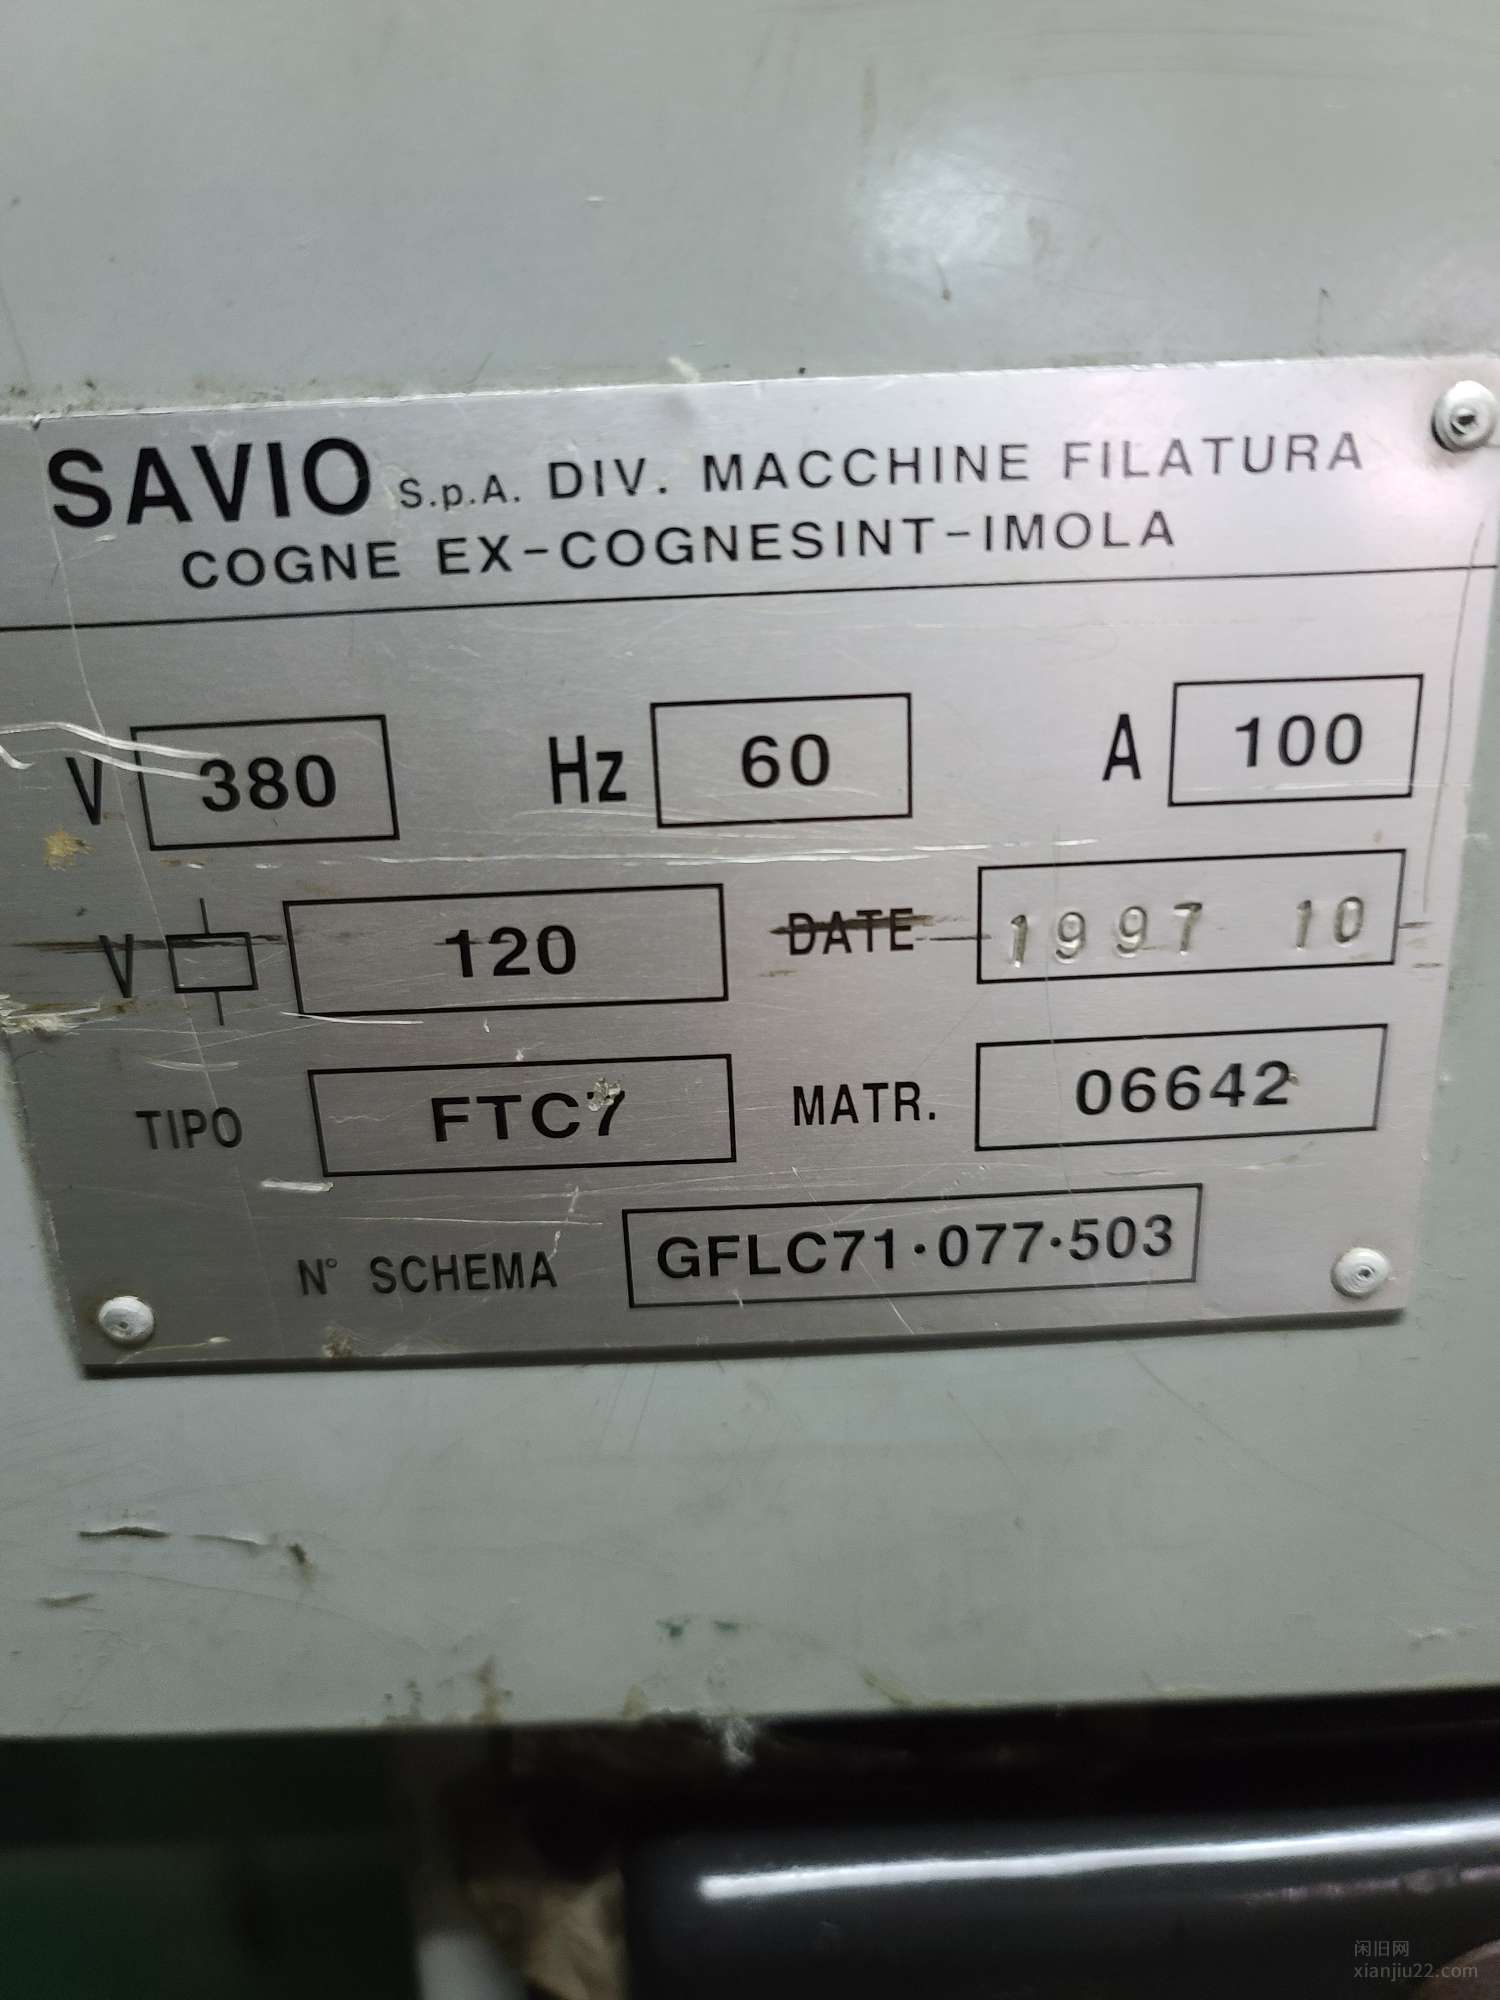 SAVIO S.p.A. DIV. MACCHINE FILATURA
COGNE EX-COGNESINT-IMOLA
V 380 Hz 60 A 100
V 120 DATE 1997 10
TIPO FTC7 MATR. 06642
N° SCHEMA GFLC71·077·503
闲旧网
xianjiu22.com